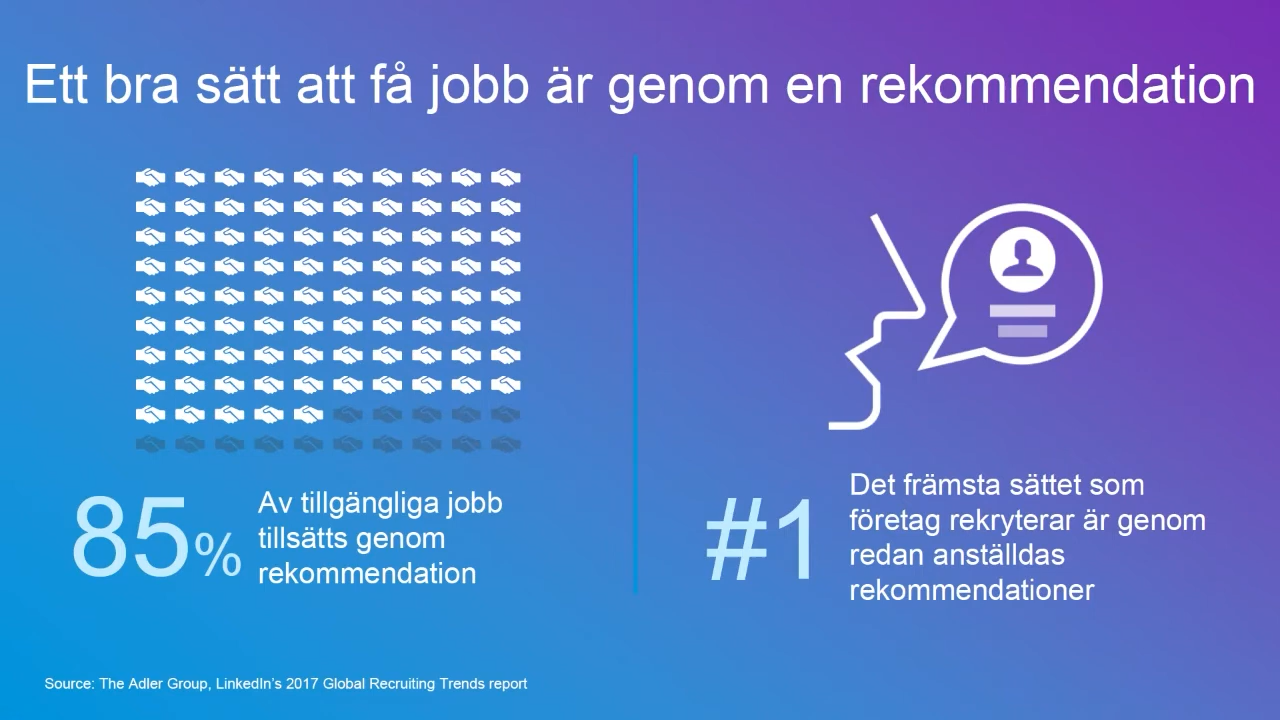 Ett bra sätt att få jobb är genom en rekommendation
85%
Av tillgängliga jobb
tillsätts genom
rekommendation
#1
Det främsta sättet som
företag rekryterar är genom
redan anställdas
rekommendationer
Source: The Adler Group, LinkedIn's 2017 Global Recruiting Trends report